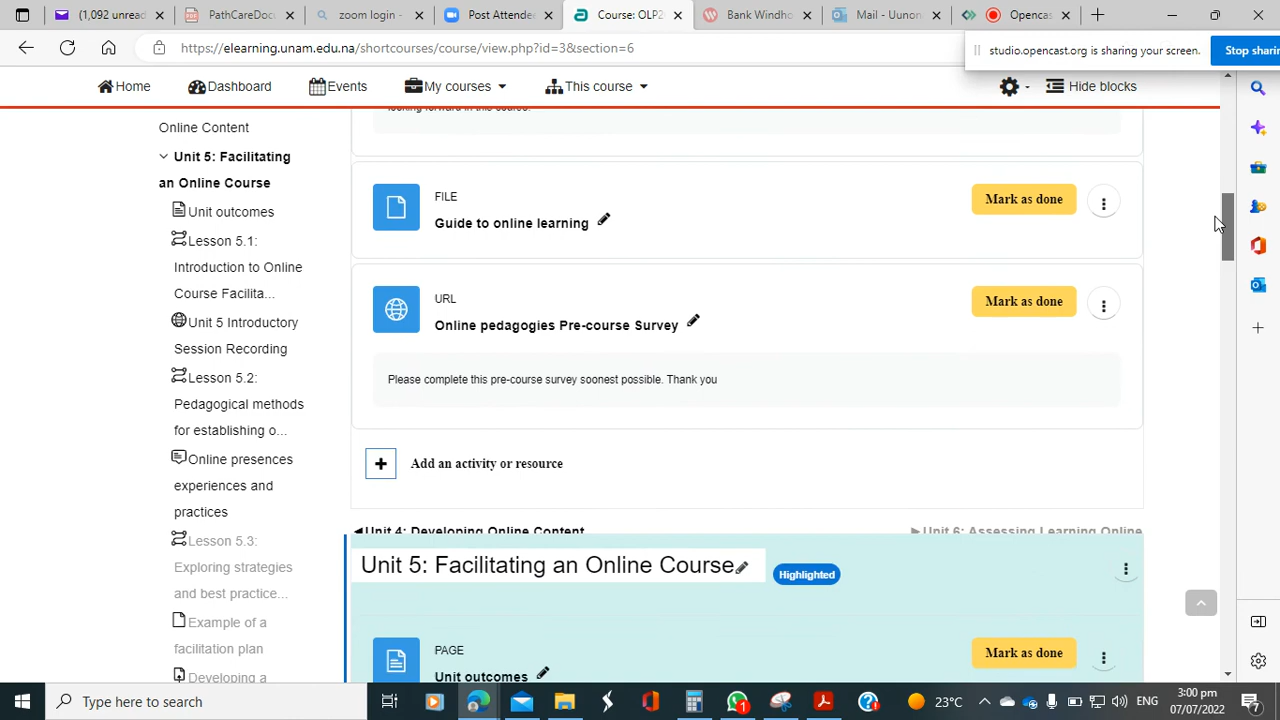 (1,092 unread)
PathCareDoc
zoom login -
Post Attende
Course: OLP2
Bank Windho
Mail - Uunon
Opencas
https://elearning.unam.edu.na/shortcourses/course/view.php?id=3&section=6
studio.opencast.org is sharing your screen.
Stop sharin
Home
Dashboard
Events
My courses
This course
Hide blocks
looking forward in this course.
Online Content
Unit 5: Facilitating
an Online Course
Unit outcomes
Lesson 5.1:
Introduction to Online
Course Facilita...
Unit 5 Introductory
Session Recording
Lesson 5.2:
Pedagogical methods
for establishing o...
Online presences
experiences and
practices
Lesson 5.3:
Exploring strategies
and best practice...
Example of a
facilitation plan
Developing a
FILE
Guide to online learning
Mark as done
URL
Online pedagogies Pre-course Survey
Mark as done
Please complete this pre-course survey soonest possible. Thank you
Add an activity or resource
Unit 4: Developing Online Content
Unit 6: Assessing Learning Online
Unit 5: Facilitating an Online Course
Highlighted
PAGE
Unit outcomes
Mark as done
Type here to search
1
23°C
ENG
3:00 pm
07/07/2022
7